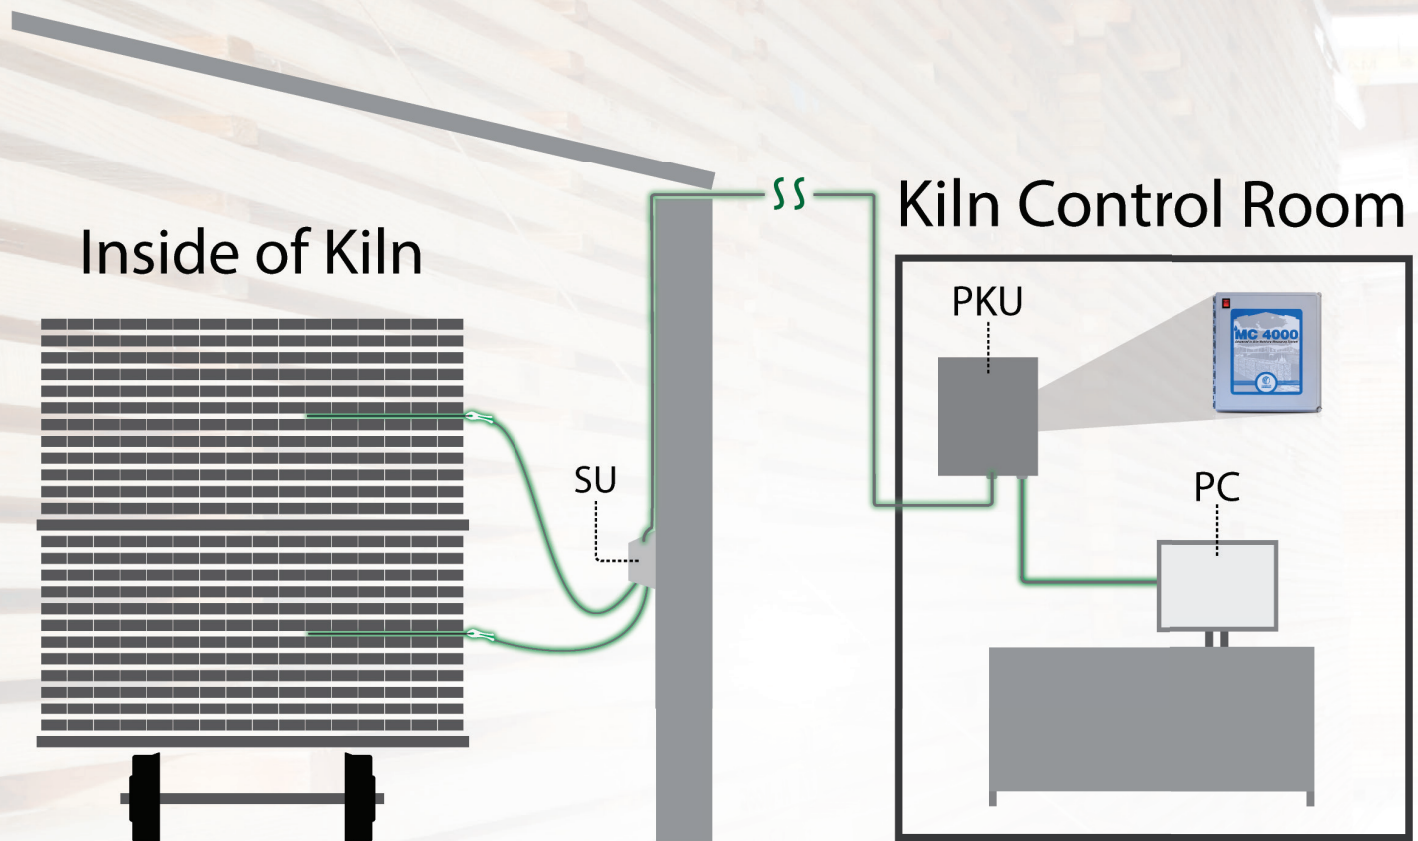 Inside of Kiln
SU
Kiln Control Room
PKU
MC 4000
PC